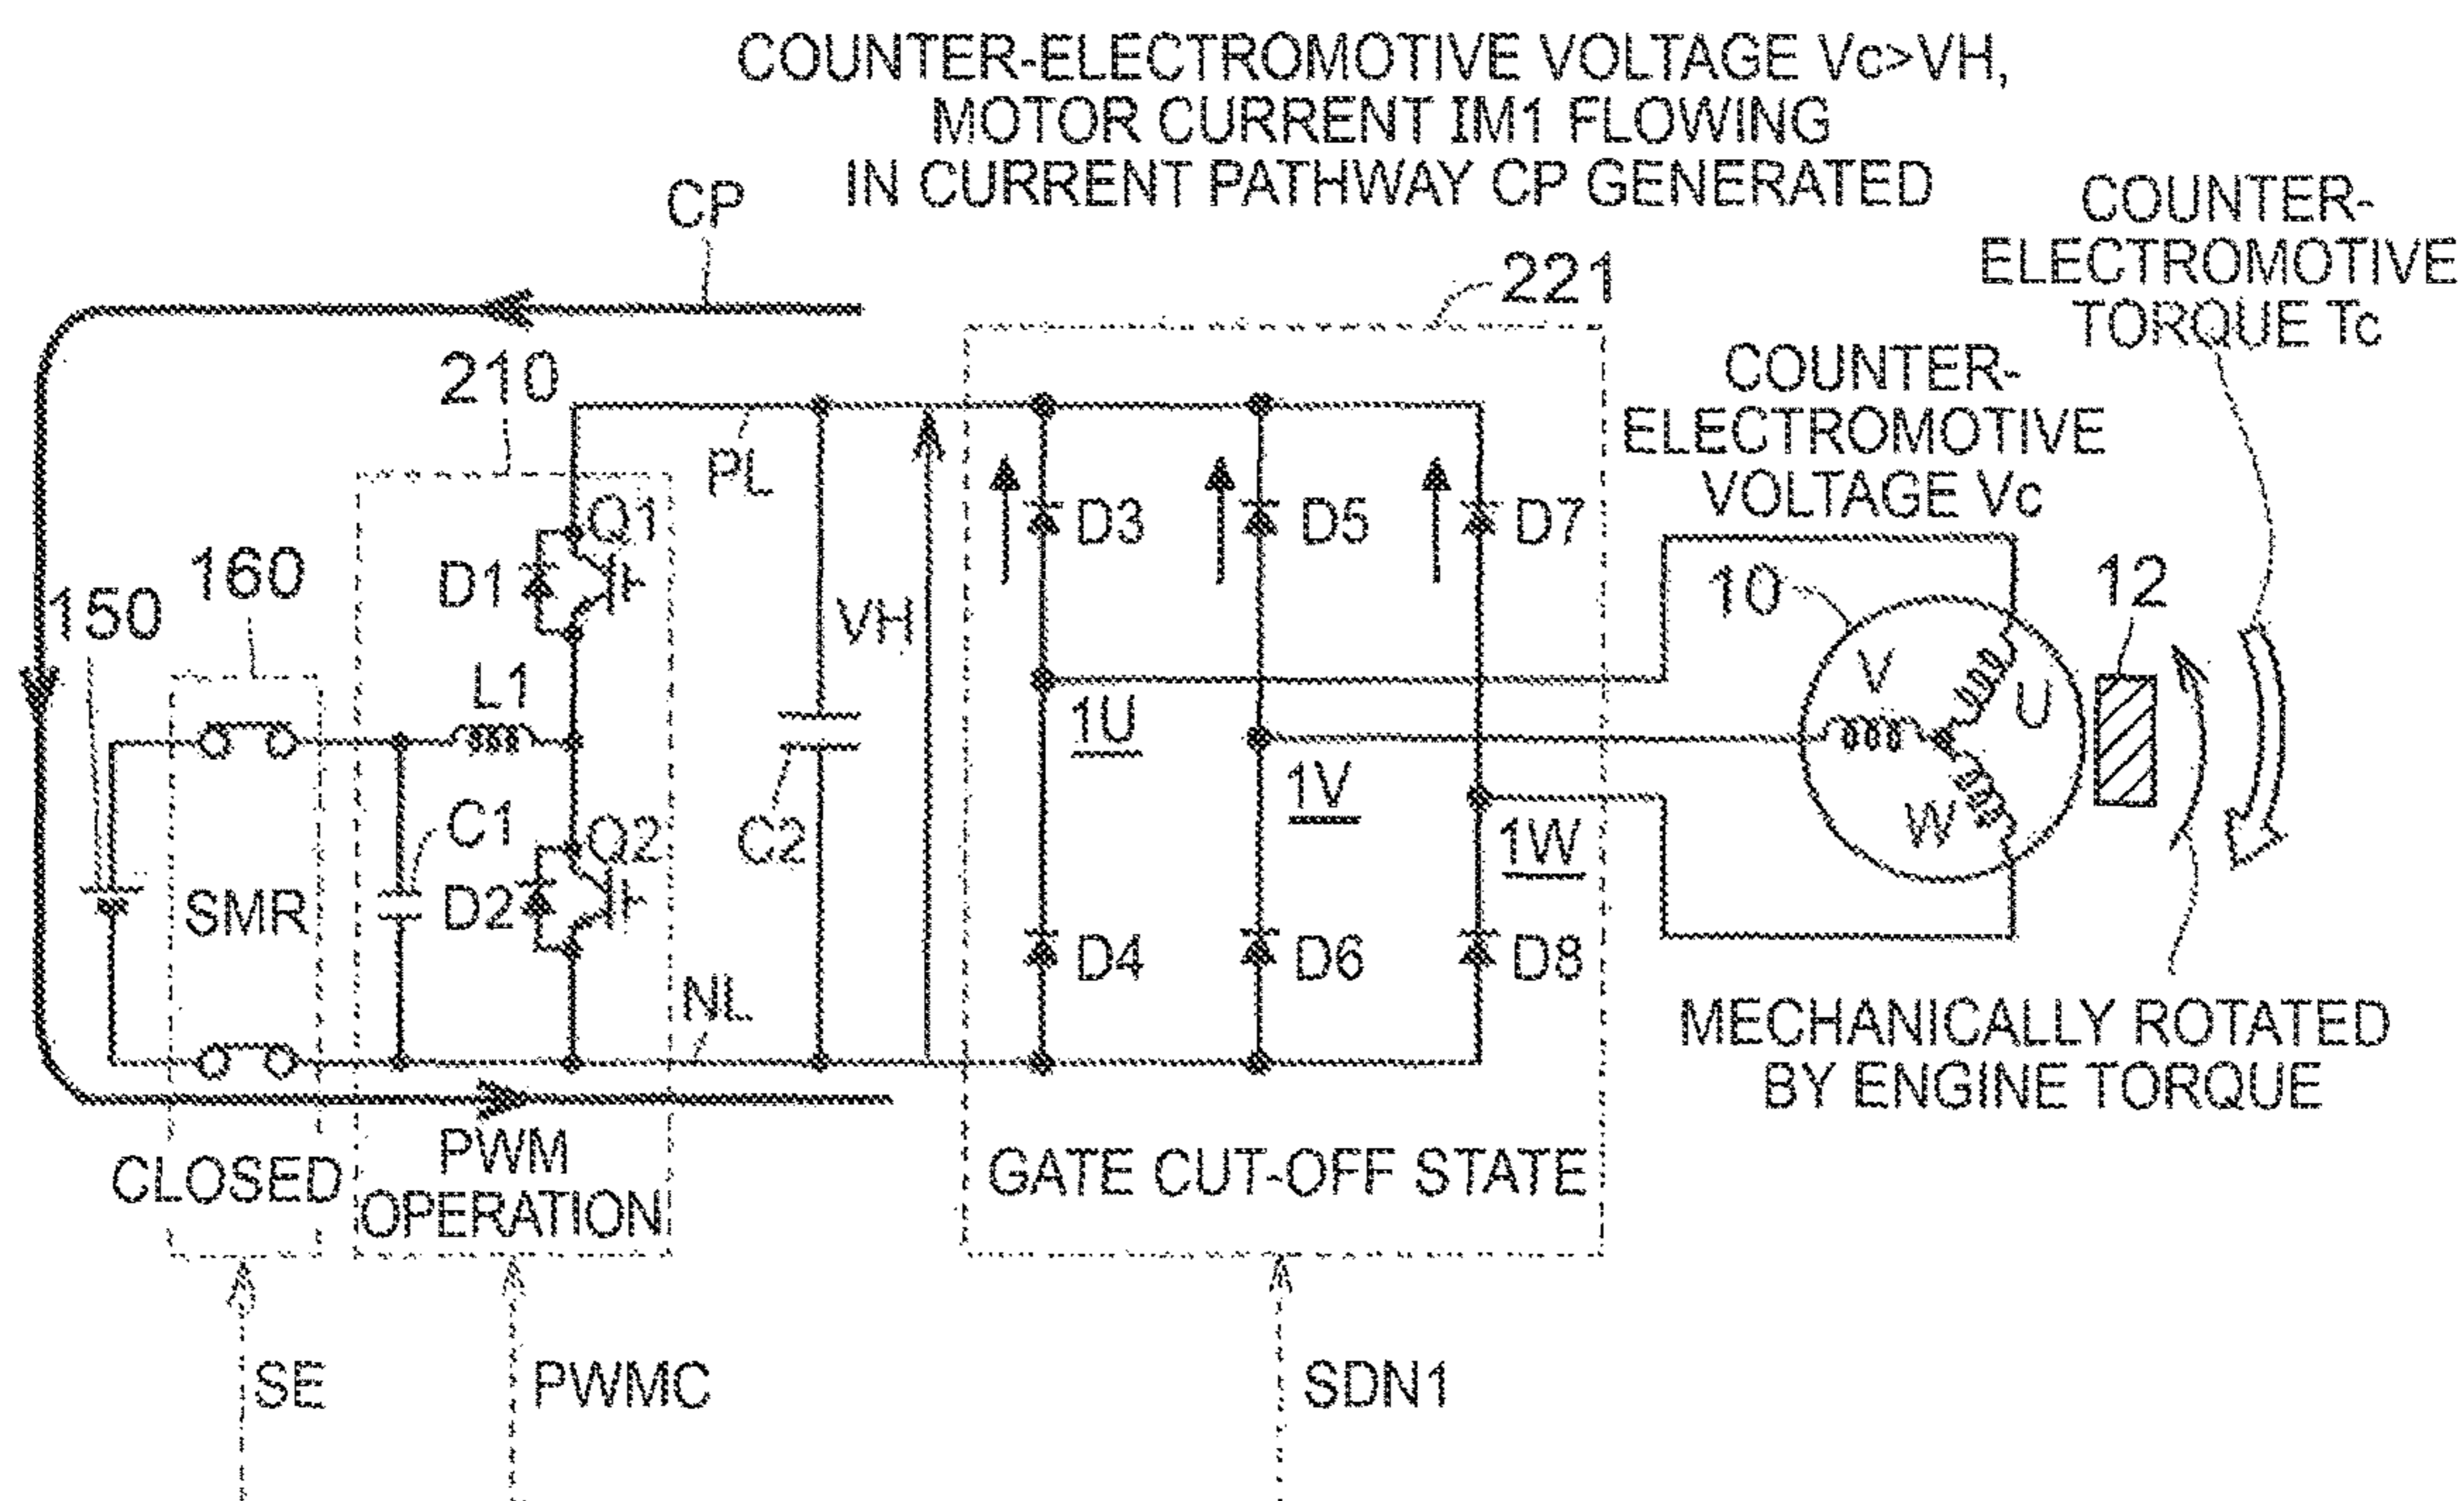 COUNTER-ELECTROMOTIVE VOLTAGE Vc>VH,
MOTOR CURRENT IM1 FLOWING
IN CURRENT PATHWAY CP GENERATED
CP
COUNTER-
ELECTROMOTIVE
TORQUE Tc
221
210
COUNTER-
ELECTROMOTIVE
VOLTAGE Vc
PL
Q1
D1
D3
D5
D7
160
150
VH
10
12
L1
V
U
W
1U
1V
1W
C1
Q2
C2
D2
SMR
D4
D6
D8
NL
MECHANICALLY ROTATED
BY ENGINE TORQUE
CLOSED
PWM
OPERATION
GATE CUT-OFF STATE
SE
PWMC
SDN1